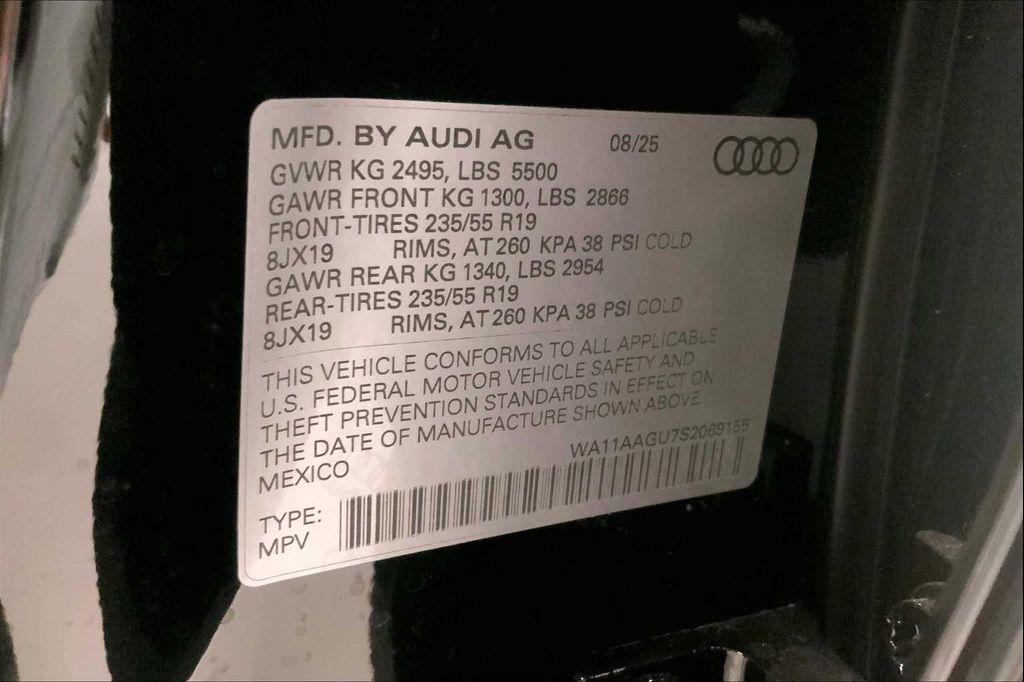 MFD. BY AUDI AG 08/25
GVWR KG 2495, LBS 5500
GAWR FRONT KG 1300, LBS 2866
FRONT-TIRES 235/55 R19
8JX19 RIMS, AT 260 KPA 38 PSI COLD
GAWR REAR KG 1340, LBS 2954
REAR-TIRES 235/55 R19
8JX19 RIMS, AT 260 KPA 38 PSI COLD
THIS VEHICLE CONFORMS TO ALL APPLICABLE
U.S. FEDERAL MOTOR VEHICLE SAFETY AND
THEFT PREVENTION STANDARDS IN EFFECT ON
THE DATE OF MANUFACTURE SHOWN ABOVE.
MEXICO WA11AAGU7S2069155
TYPE:
MPV